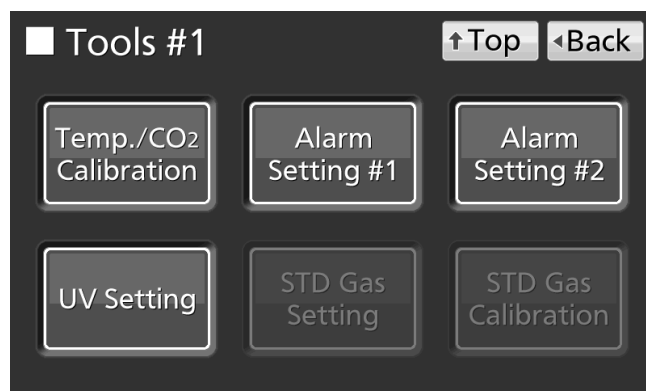 Tools #1
↑Top
◂Back
Temp./CO2
Calibration
Alarm
Setting #1
Alarm
Setting #2
UV Setting
STD Gas
Setting
STD Gas
Calibration